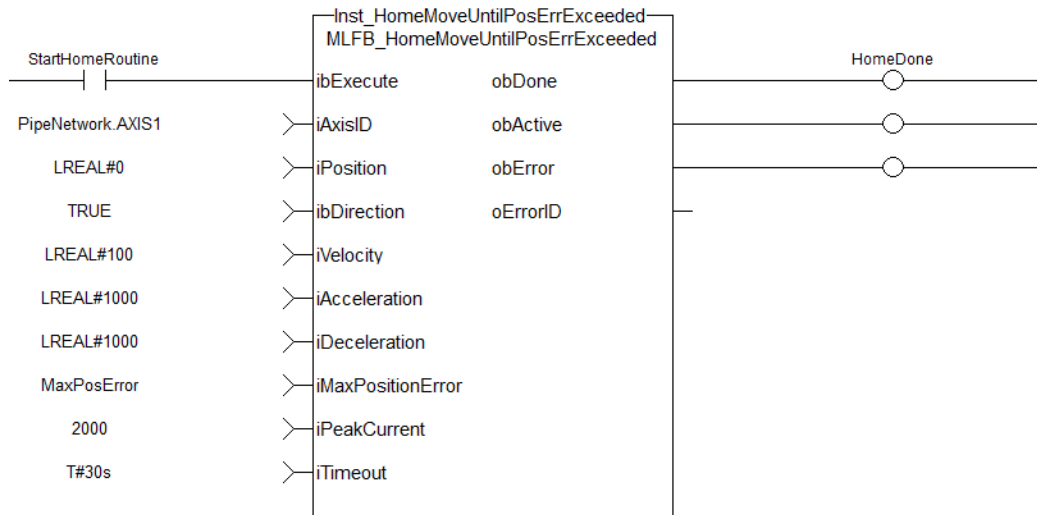 Inst_HomeMoveUntilPosErrExceeded
MLFB_HomeMoveUntilPosErrExceeded
StartHomeRoutine
HomeDone
ibExecute
obDone
PipeNetwork.AXIS1
iAxisID
obActive
LREAL#0
iPosition
obError
TRUE
ibDirection
oErrorID
LREAL#100
iVelocity
LREAL#1000
iAcceleration
LREAL#1000
iDeceleration
MaxPosError
iMaxPositionError
2000
iPeakCurrent
T#30s
iTimeout